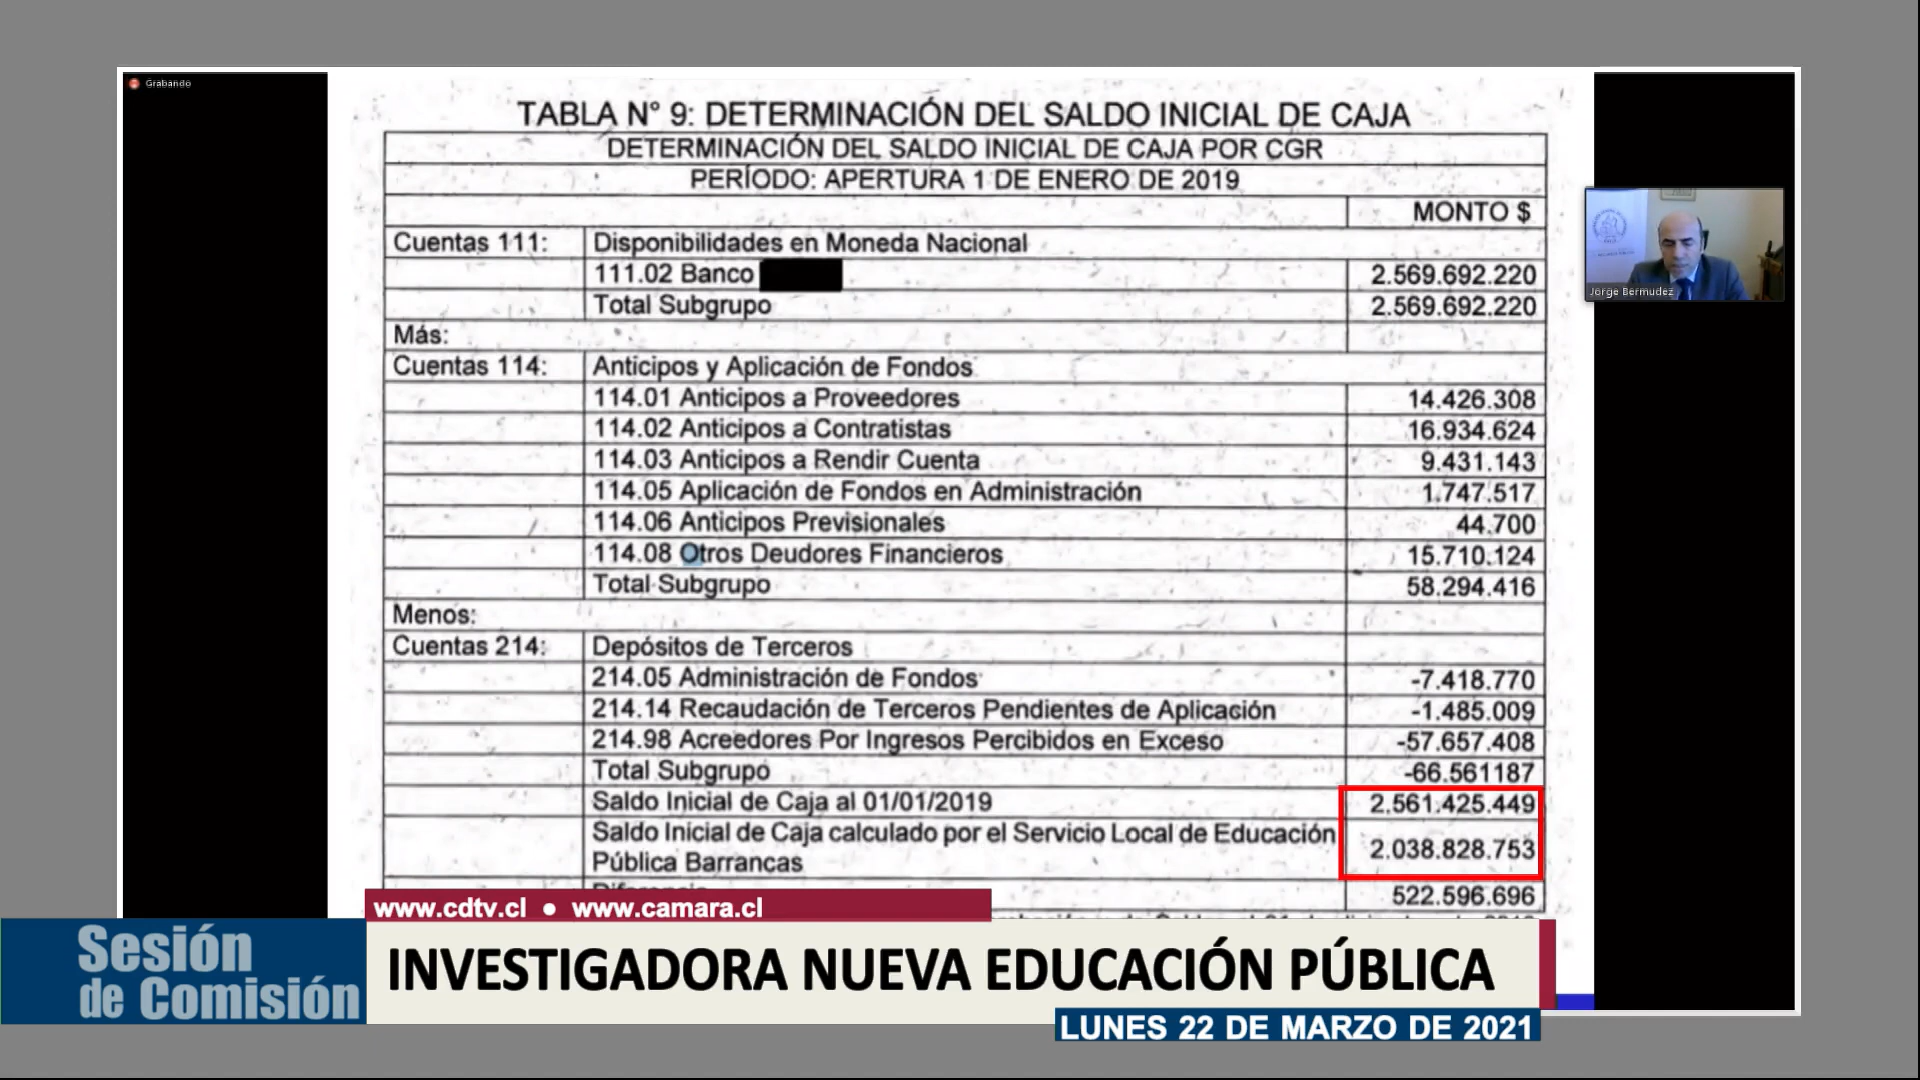 Grabando
TABLA N° 9: DETERMINACIÓN DEL SALDO INICIAL DE CAJA
DETERMINACIÓN DEL SALDO INICIAL DE CAJA POR CGR
PERÍODO: APERTURA 1 DE ENERO DE 2019
MONTO $
Cuentas 111: Disponibilidades en Moneda Nacional
111.02 Banco 2.569.692.220
Total Subgrupo 2.569.692.220
Más:
Cuentas 114: Anticipos y Aplicación de Fondos
114.01 Anticipos a Proveedores 14.426.308
114.02 Anticipos a Contratistas 16.934.624
114.03 Anticipos a Rendir Cuenta 9.431.143
114.05 Aplicación de Fondos en Administración 1.747.517
114.06 Anticipos Previsionales 44.700
114.08 Otros Deudores Financieros 15.710.124
Total Subgrupo 58.294.416
Menos:
Cuentas 214: Depósitos de Terceros
214.05 Administración de Fondos -7.418.770
214.14 Recaudación de Terceros Pendientes de Aplicación -1.485.009
214.98 Acreedores Por Ingresos Percibidos en Exceso -57.657.408
Total Subgrupo -66.561187
Saldo Inicial de Caja al 01/01/2019 2.561.425.449
Saldo Inicial de Caja calculado por el Servicio Local de Educación
Pública Barrancas 2.038.828.753
522.596.696
Jorge Bermudez
www.cdtv.cl ● www.camara.cl
Sesión
de Comisión
INVESTIGADORA NUEVA EDUCACIÓN PÚBLICA
LUNES 22 DE MARZO DE 2021